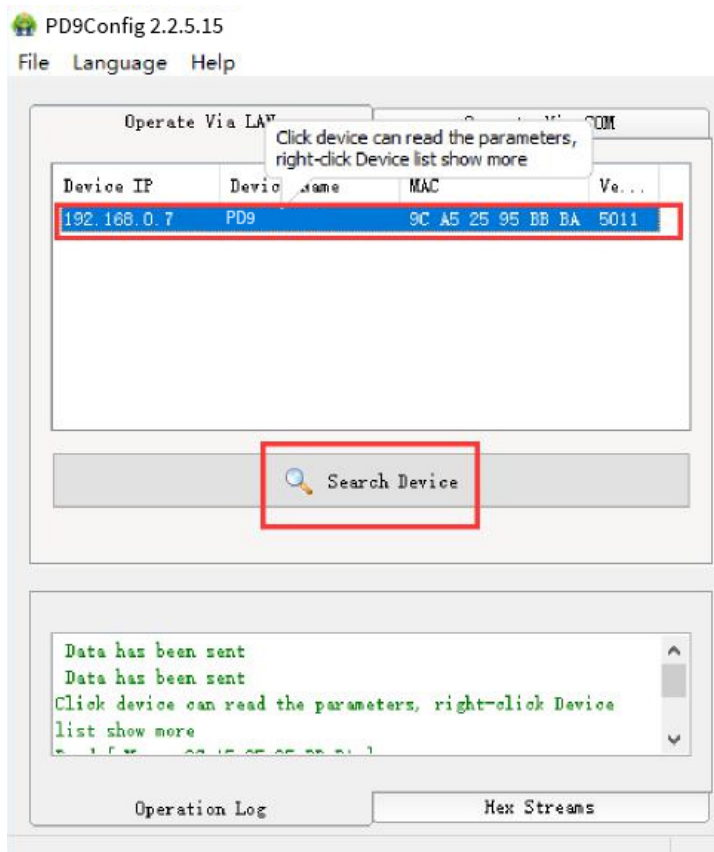 PD9Config 2.2.5.15
File Language Help
Operate Via LAN
COM
Click device can read the parameters,
right-click Device list show more
Device IP Name MAC Ve...
192.168.0.7 PD9 9C A5 25 95 BB BA 5011
Search Device
Data has been sent
Data has been sent
Click device can read the parameters, right-click Device
list show more
Operation Log Hex Streams